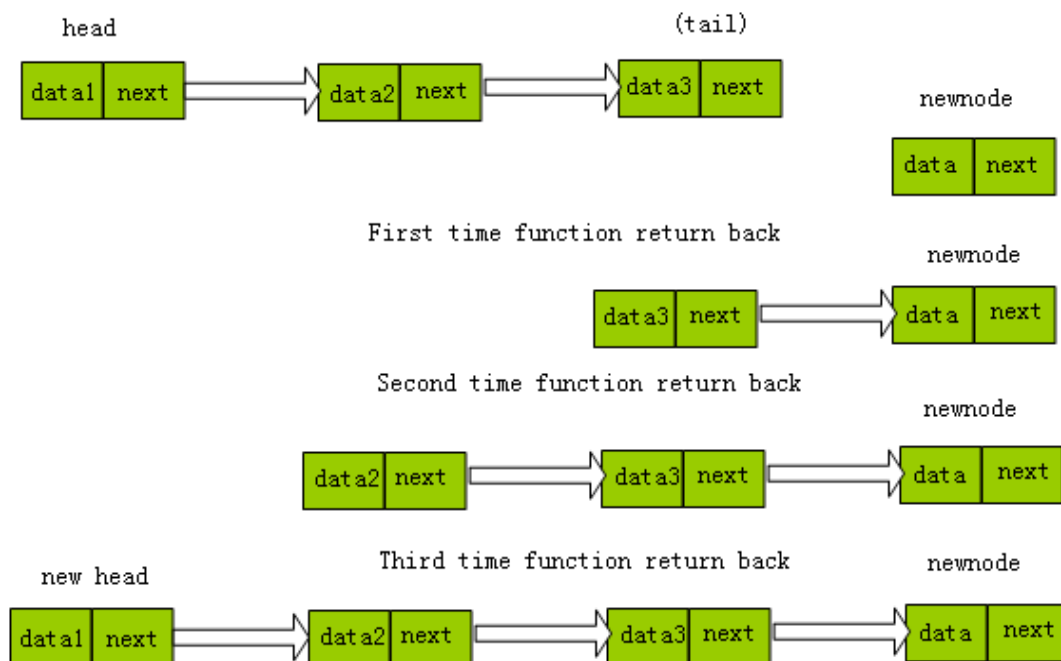 head (tail)
data1 next data2 next data3 next
newnode
data next
First time function return back
newnode
data3 next data next
Second time function return back
newnode
data2 next data3 next data next
Third time function return back
new head newnode
data1 next data2 next data3 next data next